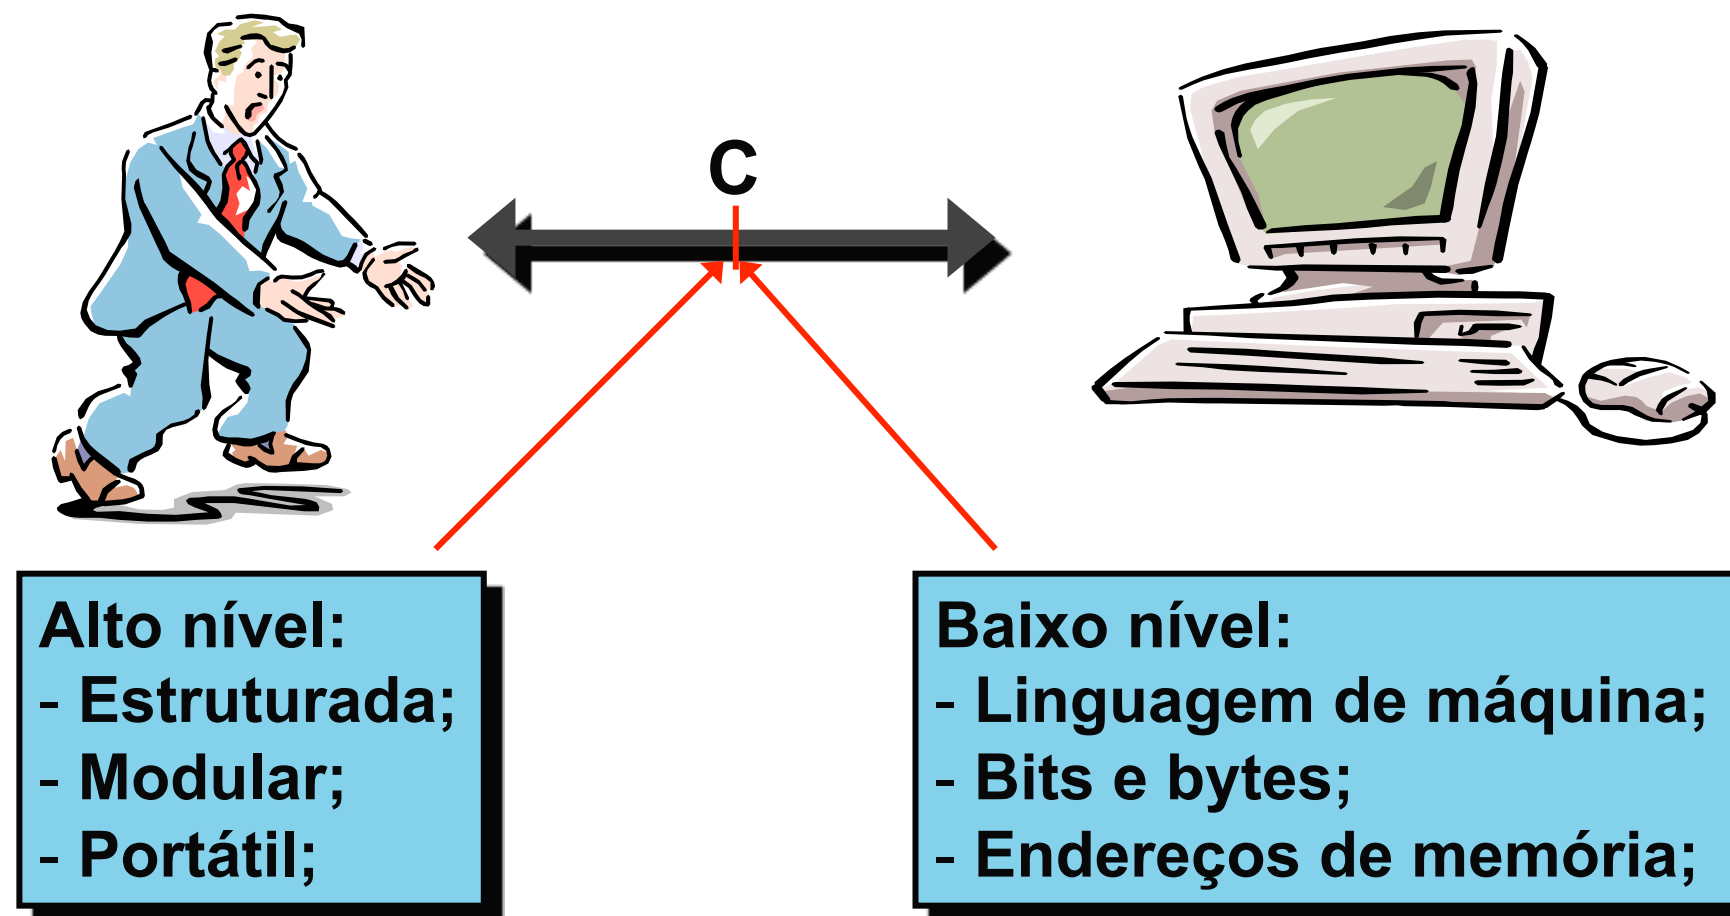 C
Alto nível:
- Estruturada;
- Modular;
- Portátil;
Baixo nível:
- Linguagem de máquina;
- Bits e bytes;
- Endereços de memória;